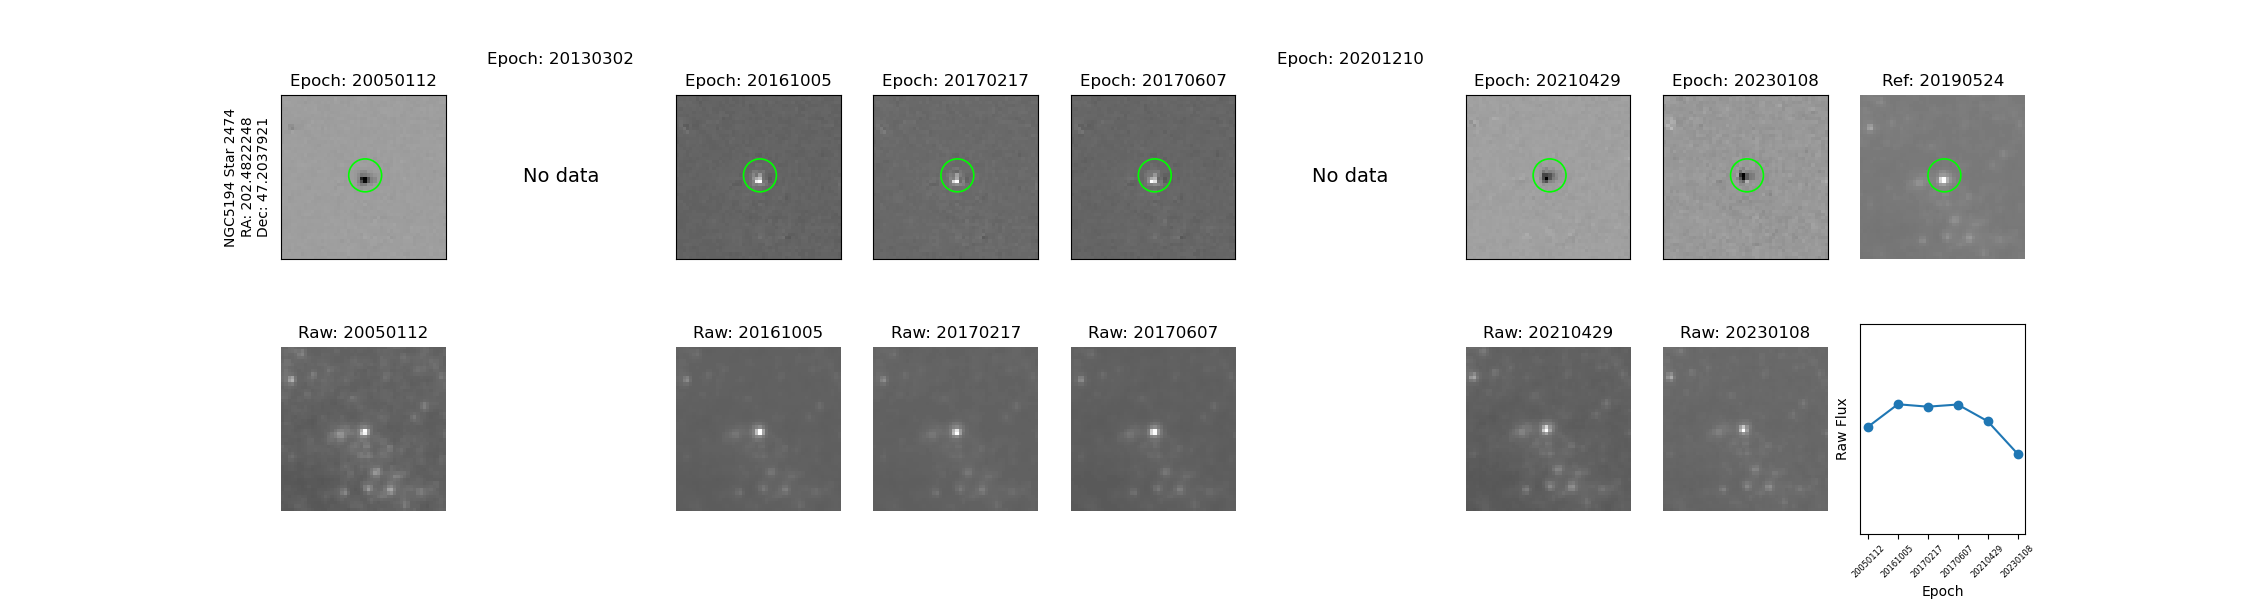 Epoch: 20130302
Epoch: 20201210
Epoch: 20050112
Epoch: 20161005
Epoch: 20170217
Epoch: 20170607
Epoch: 20210429
Epoch: 20230108
Ref: 20190524
NGC5194 Star 2474
RA: 202.4822248
Dec: 47.2037921
No data
No data
Raw: 20050112
Raw: 20161005
Raw: 20170217
Raw: 20170607
Raw: 20210429
Raw: 20230108
Raw Flux
20050112
20161005
20170217
20170607
20210429
20230108
Epoch